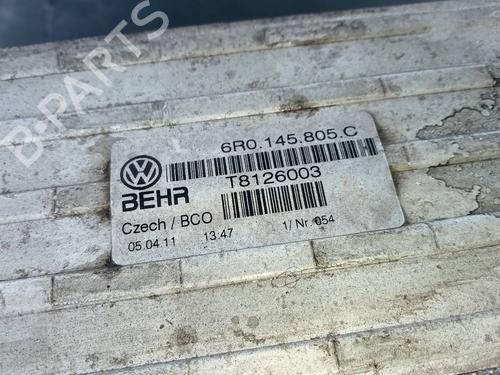 B-PARTS
6R0.145.805.C
BEHR
T8126003
Czech / BCO
05.04.11 13:47 1/ Nr. 054